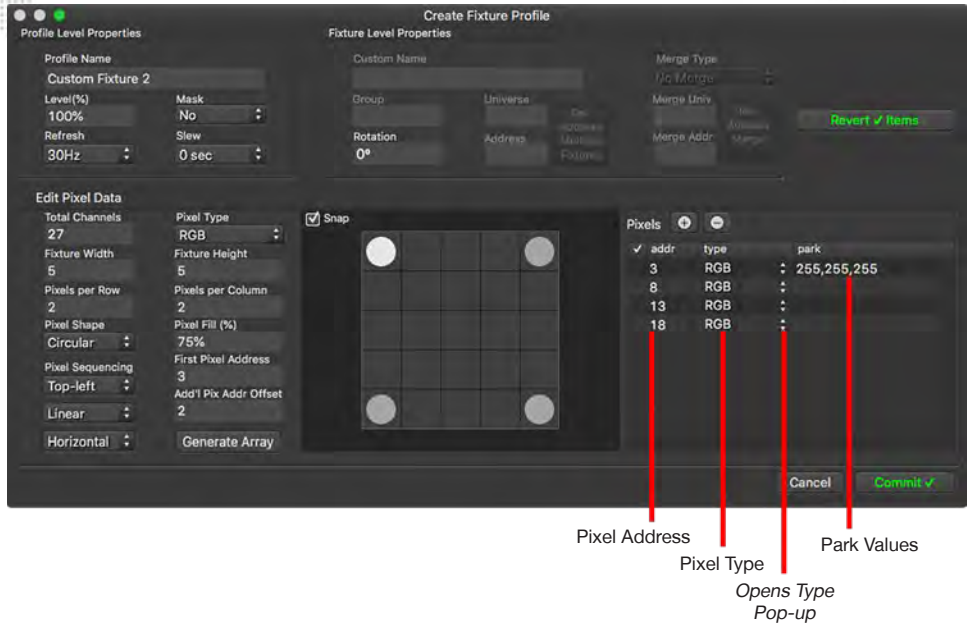 Create Fixture Profile
Profile Level Properties
Fixture Level Properties
Profile Name
Custom Fixture 2
Level(%)
Mask
100%
No
Refresh
Slew
30Hz
0 sec
Custom Name
Group
Universe
Rotation
Address
0°
Merge Type
No Merge
Merge Univ
Merge Addr
Revert ✓ Items
Edit Pixel Data
Total Channels
Pixel Type
27
RGB
Fixture Width
Fixture Height
5
5
Pixels per Row
Pixels per Column
2
2
Pixel Shape
Pixel Fill (%)
Circular
75%
Pixel Sequencing
First Pixel Address
Top-left
3
Add'l Pix Addr Offset
Linear
2
Horizontal
Generate Array
Snap
Pixels
✓ addr type park
3 RGB 255,255,255
8 RGB
13 RGB
18 RGB
Cancel
Commit ✓
Pixel Address
Pixel Type
Opens Type
Pop-up
Park Values